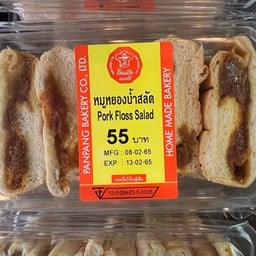 PANPANG BAKERY CO., LTD.
หมูหยองน้ำสลัด
Pork Floss Salad
55 บาท
MFG : 08-02-65
EXP : 13-02-65
HOME MADE BAKERY